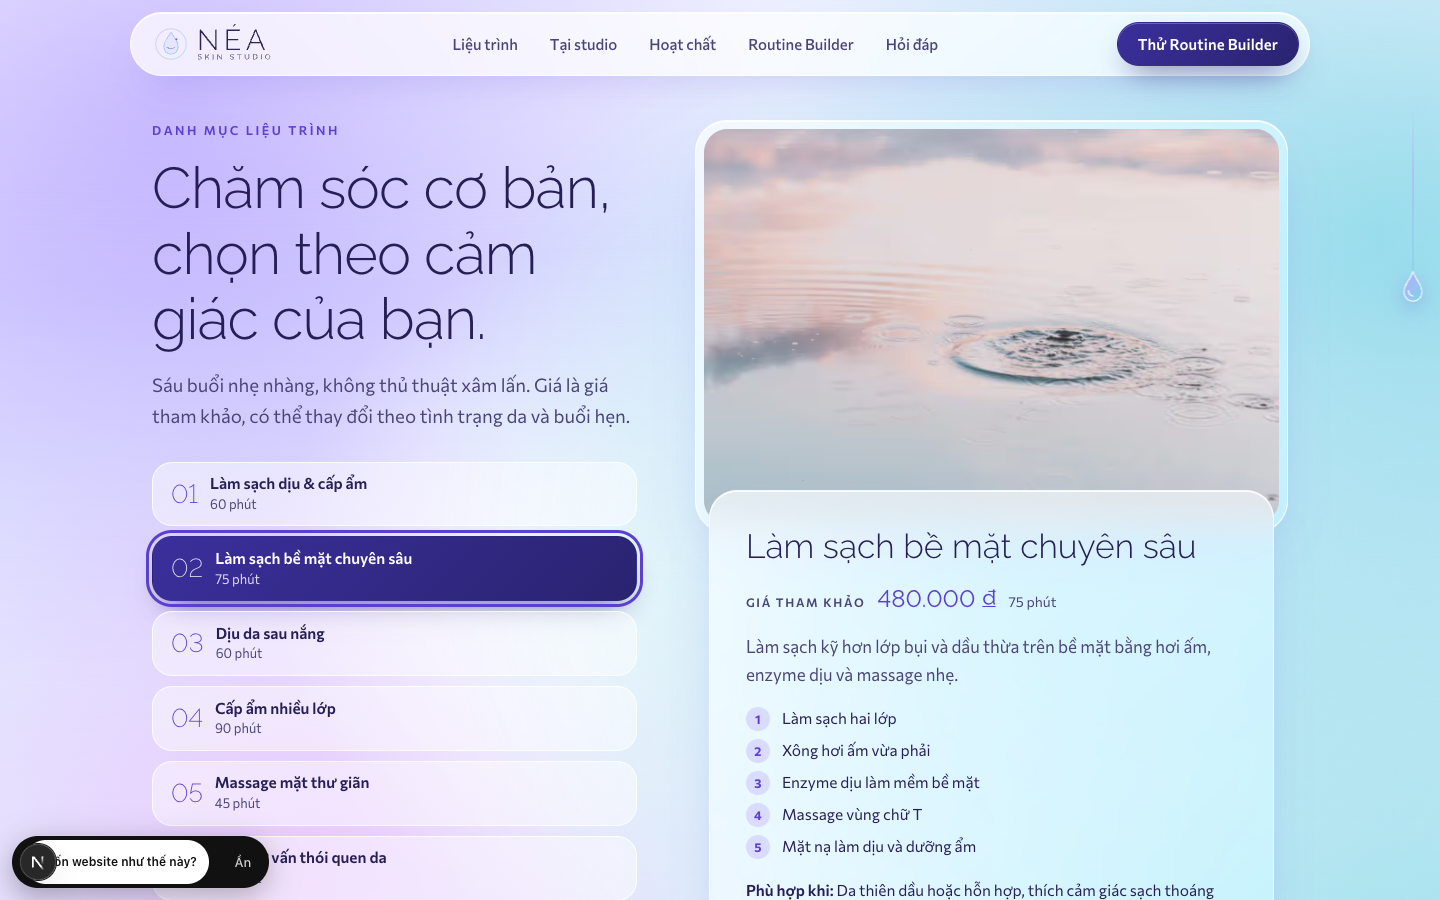 NÉA
SKIN STUDIO
Liệu trình
Tại studio
Hoạt chất
Routine Builder
Hỏi đáp
Thử Routine Builder
DANH MỤC LIỆU TRÌNH
Chăm sóc cơ bản,
chọn theo cảm
giác của bạn.
Sáu buổi nhẹ nhàng, không thủ thuật xâm lấn. Giá là giá
tham khảo, có thể thay đổi theo tình trạng da và buổi hẹn.
01 Làm sạch dịu & cấp ẩm
60 phút
02 Làm sạch bề mặt chuyên sâu
75 phút
03 Dịu da sau nắng
60 phút
04 Cấp ẩm nhiều lớp
90 phút
05 Massage mặt thư giãn
45 phút
vấn thói quen da
N
website như thế này?
Ẩn
Làm sạch bề mặt chuyên sâu
GIÁ THAM KHẢO 480.000 ₫ 75 phút
Làm sạch kỹ hơn lớp bụi và dầu thừa trên bề mặt bằng hơi ấm,
enzyme dịu và massage nhẹ.
1 Làm sạch hai lớp
2 Xông hơi ấm vừa phải
3 Enzyme dịu làm mềm bề mặt
4 Massage vùng chữ T
5 Mặt nạ làm dịu và dưỡng ẩm
Phù hợp khi: Da thiên dầu hoặc hỗn hợp, thích cảm giác sạch thoáng